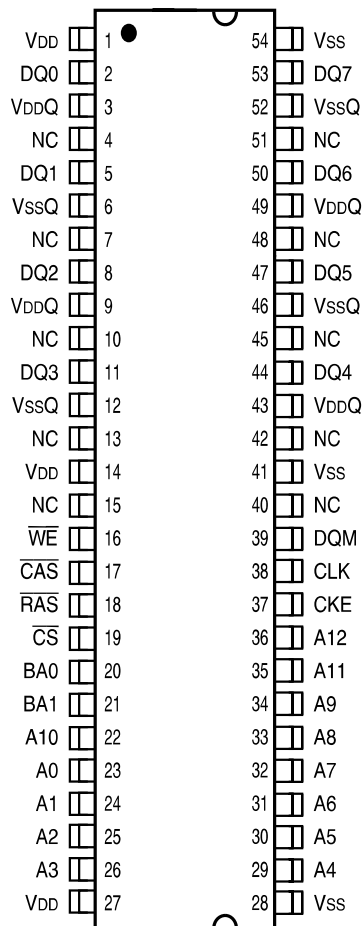 VDD 1 54 VSS
DQ0 2 53 DQ7
VDDQ 3 52 VSSQ
NC 4 51 NC
DQ1 5 50 DQ6
VSSQ 6 49 VDDQ
NC 7 48 NC
DQ2 8 47 DQ5
VDDQ 9 46 VSSQ
NC 10 45 NC
DQ3 11 44 DQ4
VSSQ 12 43 VDDQ
NC 13 42 NC
VDD 14 41 VSS
NC 15 40 NC
W̅E̅ 16 39 DQM
C̅A̅S̅ 17 38 CLK
R̅A̅S̅ 18 37 CKE
C̅S̅ 19 36 A12
BA0 20 35 A11
BA1 21 34 A9
A10 22 33 A8
A0 23 32 A7
A1 24 31 A6
A2 25 30 A5
A3 26 29 A4
VDD 27 28 VSS